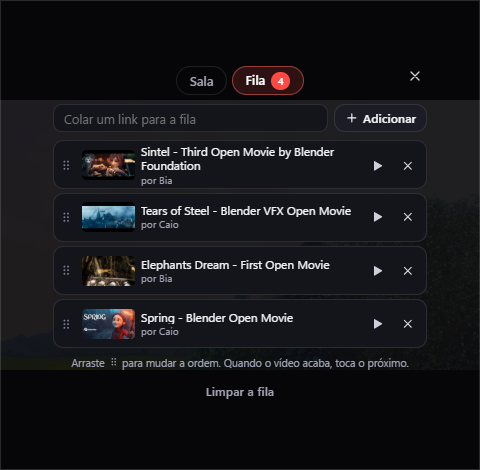 Sala
Fila 4
Colar um link para a fila
+ Adicionar
Sintel - Third Open Movie by Blender
Foundation
por Bia
Tears of Steel - Blender VFX Open Movie
por Caio
Elephants Dream - First Open Movie
por Bia
SPRING
Spring - Blender Open Movie
por Caio
Arraste ⠿ para mudar a ordem. Quando o vídeo acaba, toca o próximo.
Limpar a fila